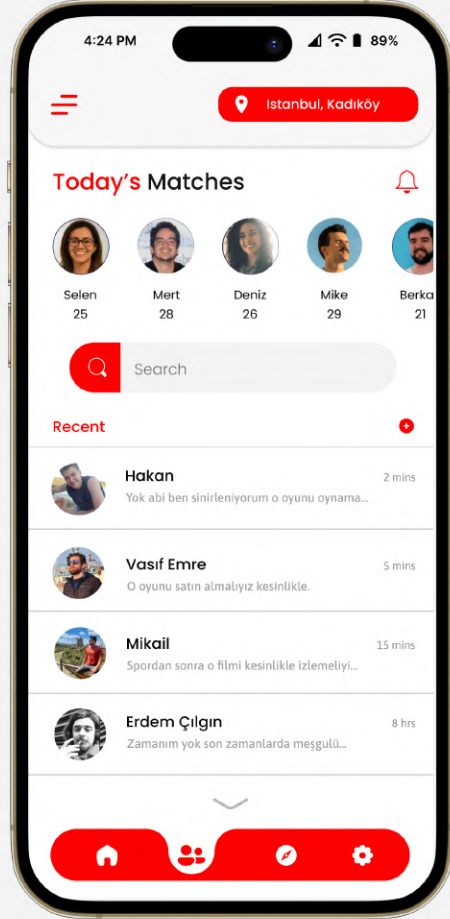 4:24 PM 89%
Istanbul, Kadıköy
Today's Matches
Selen Mert Deniz Mike Berka
25 28 26 29 21
Search
Recent
Hakan 2 mins
Yok abi ben sinirleniyorum o oyunu oynama...
Vasıf Emre 5 mins
O oyunu satın almalıyız kesinlikle.
Mikail 15 mins
Spordan sonra o filmi kesinlikle izlemeliyi...
Erdem Çılgın 8 hrs
Zamanım yok son zamanlarda meşgulü...